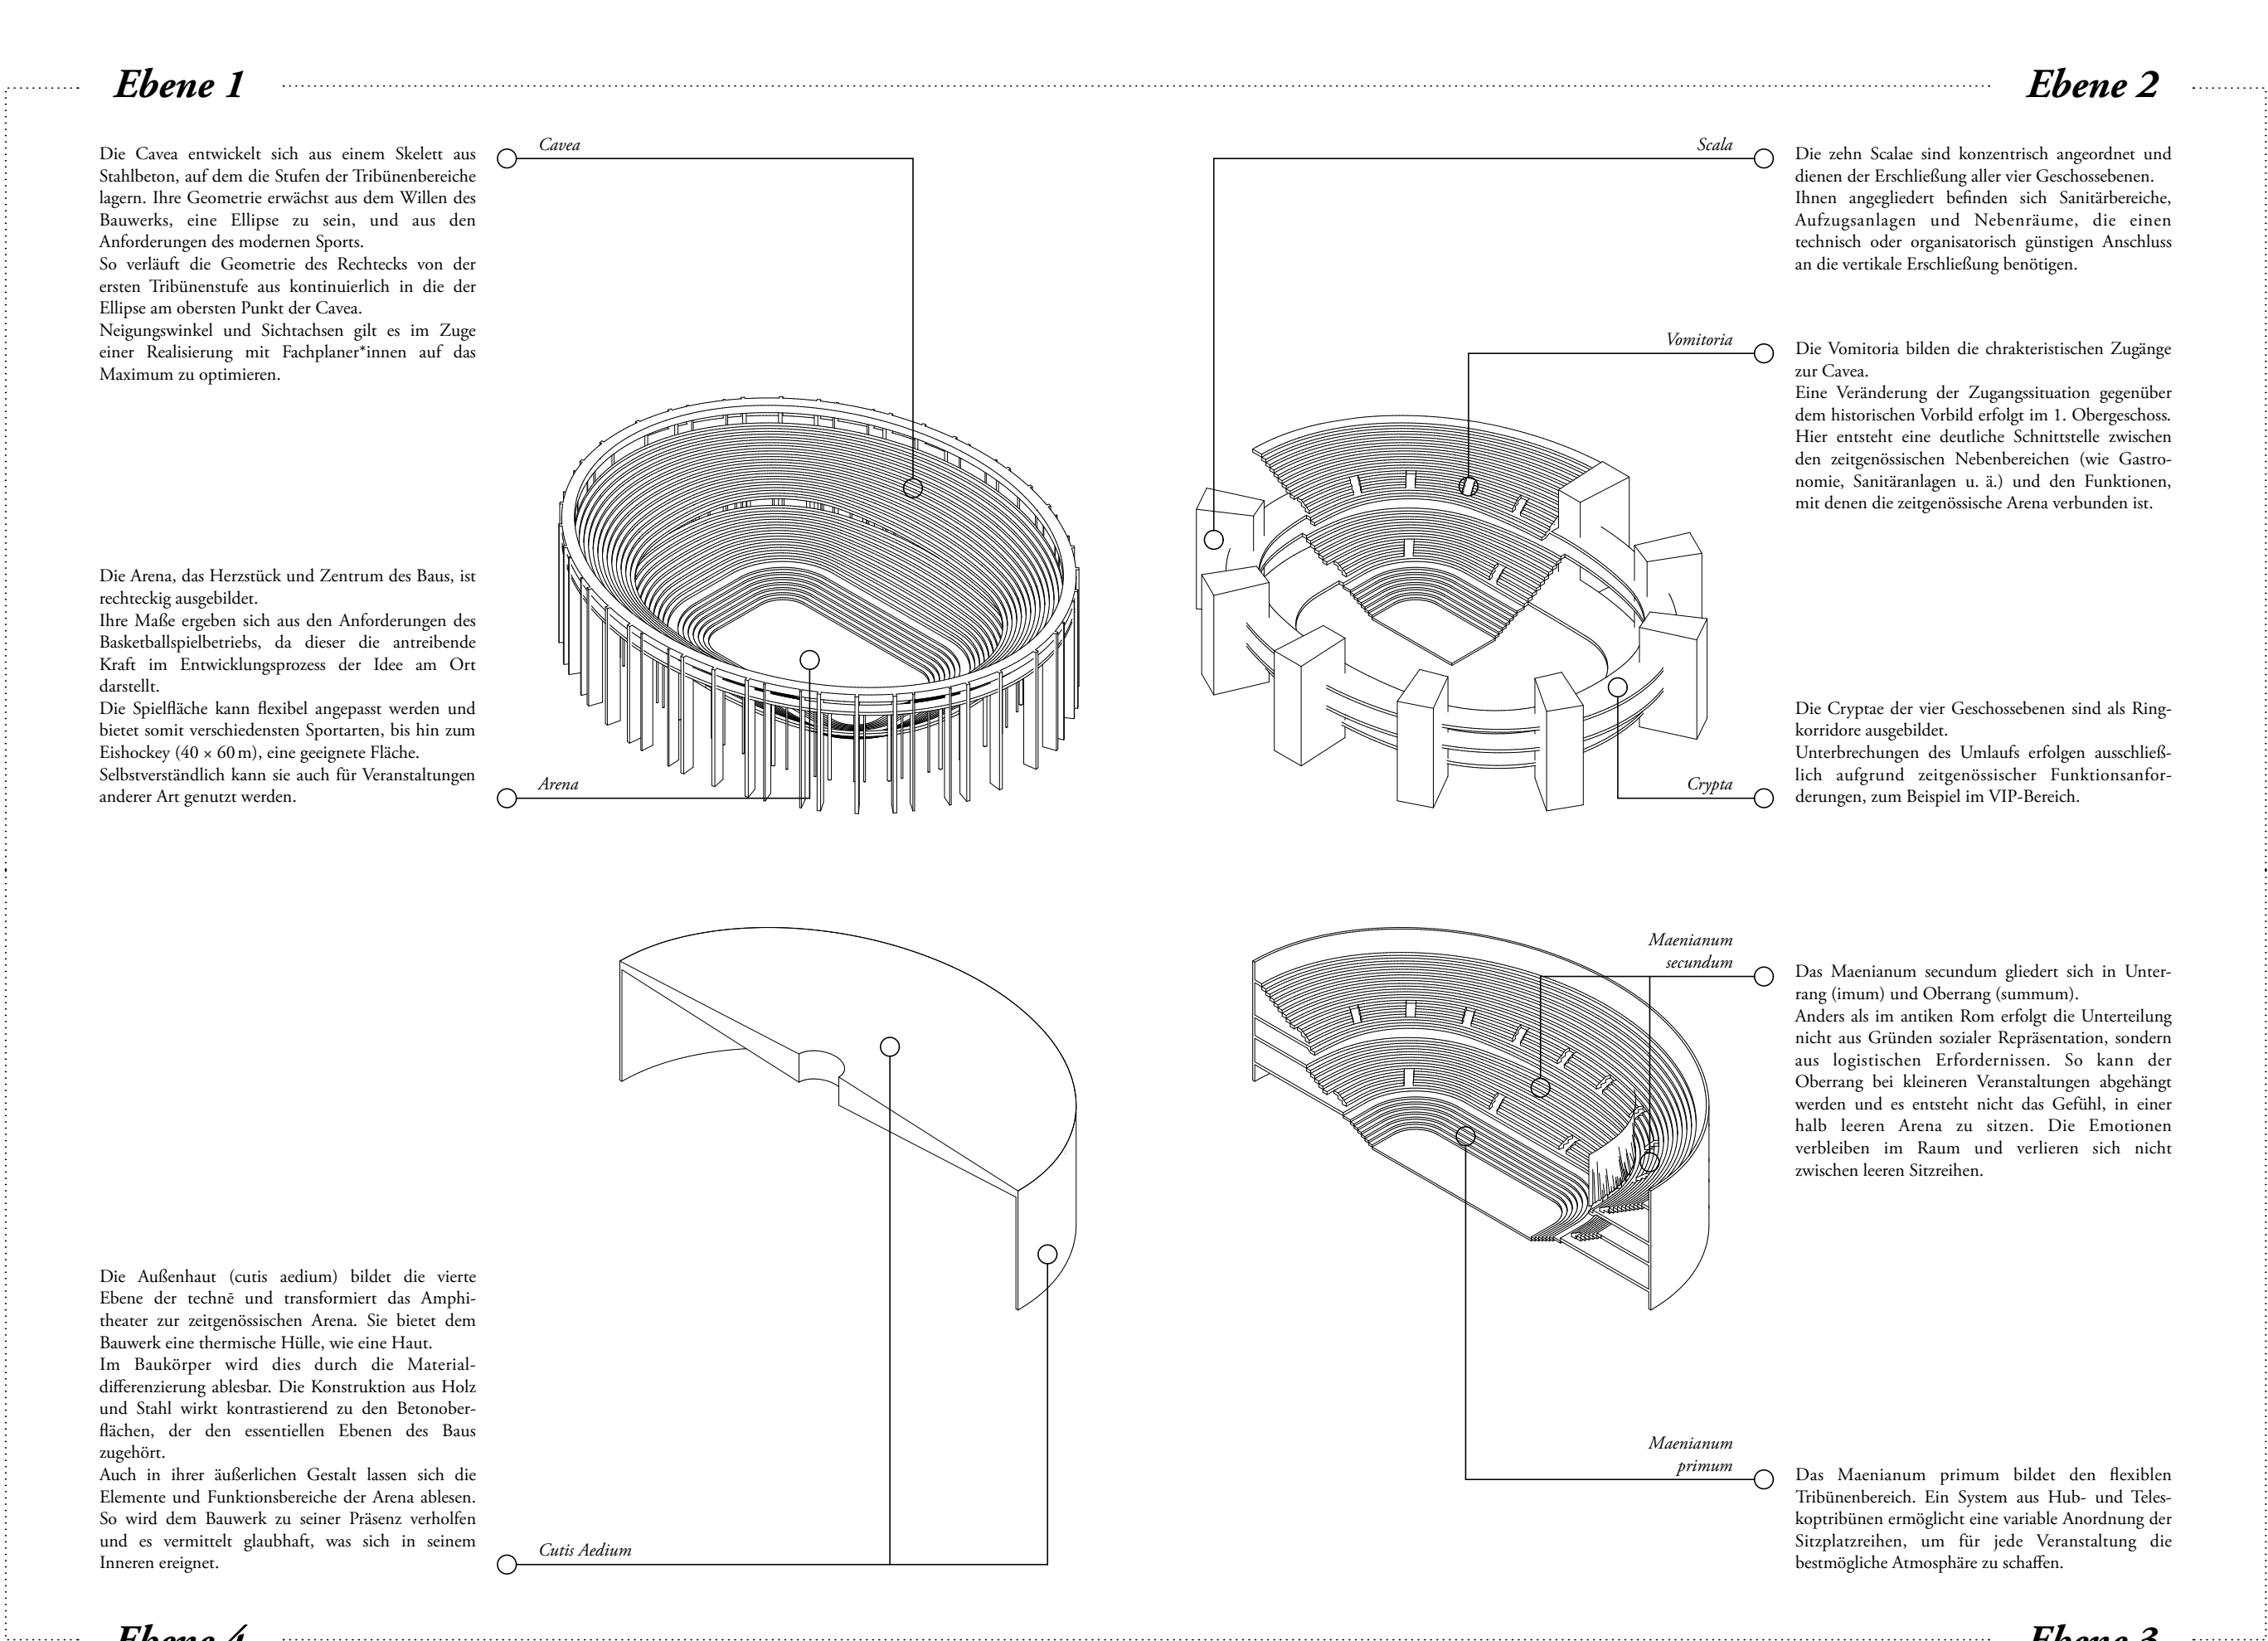 Ebene 1
Ebene 2
Cavea
Die Cavea entwickelt sich aus einem Skelett aus
Stahlbeton, auf dem die Stufen der Tribünenbereiche
lagern. Ihre Geometrie erwächst aus dem Willen des
Bauwerks, eine Ellipse zu sein, und aus den
Anforderungen des modernen Sports.
So verläuft die Geometrie des Rechtecks von der
ersten Tribünenstufe aus kontinuierlich in die der
Ellipse am obersten Punkt der Cavea.
Neigungswinkel und Sichtachsen gilt es im Zuge
einer Realisierung mit Fachplaner*innen auf das
Maximum zu optimieren.
Die Arena, das Herzstück und Zentrum des Baus, ist
rechteckig ausgebildet.
Ihre Maße ergeben sich aus den Anforderungen des
Basketballspielbetriebs, da dieser die antreibende
Kraft im Entwicklungsprozess der Idee am Ort
darstellt.
Die Spielfläche kann flexibel angepasst werden und
bietet somit verschiedensten Sportarten, bis hin zum
Eishockey (40 × 60 m), eine geeignete Fläche.
Selbstverständlich kann sie auch für Veranstaltungen
anderer Art genutzt werden.
Arena
Scala
Die zehn Scalae sind konzentrisch angeordnet und
dienen der Erschließung aller vier Geschossebenen.
Ihnen angegliedert befinden sich Sanitärbereiche,
Aufzugsanlagen und Nebenräume, die einen
technisch oder organisatorisch günstigen Anschluss
an die vertikale Erschließung benötigen.
Vomitoria
Die Vomitoria bilden die chrakteristischen Zugänge
zur Cavea.
Eine Veränderung der Zugangssituation gegenüber
dem historischen Vorbild erfolgt im 1. Obergeschoss.
Hier entsteht eine deutliche Schnittstelle zwischen
den zeitgenössischen Nebenbereichen (wie Gastro-
nomie, Sanitäranlagen u. ä.) und den Funktionen,
mit denen die zeitgenössische Arena verbunden ist.
Crypta
Die Cryptae der vier Geschossebenen sind als Ring-
korridore ausgebildet.
Unterbrechungen des Umlaufs erfolgen ausschließ-
lich aufgrund zeitgenössischer Funktionsanfor-
derungen, zum Beispiel im VIP-Bereich.
Maenianum
secundum
Das Maenianum secundum gliedert sich in Unter-
rang (imum) und Oberrang (summum).
Anders als im antiken Rom erfolgt die Unterteilung
nicht aus Gründen sozialer Repräsentation, sondern
aus logistischen Erfordernissen. So kann der
Oberrang bei kleineren Veranstaltungen abgehängt
werden und es entsteht nicht das Gefühl, in einer
halb leeren Arena zu sitzen. Die Emotionen
verbleiben im Raum und verlieren sich nicht
zwischen leeren Sitzreihen.
Maenianum
primum
Das Maenianum primum bildet den flexiblen
Tribünenbereich. Ein System aus Hub- und Teles-
koptribünen ermöglicht eine variable Anordnung der
Sitzplatzreihen, um für jede Veranstaltung die
bestmögliche Atmosphäre zu schaffen.
Die Außenhaut (cutis aedium) bildet die vierte
Ebene der technē und transformiert das Amphi-
theater zur zeitgenössischen Arena. Sie bietet dem
Bauwerk eine thermische Hülle, wie eine Haut.
Im Baukörper wird dies durch die Material-
differenzierung ablesbar. Die Konstruktion aus Holz
und Stahl wirkt kontrastierend zu den Betonober-
flächen, der den essentiellen Ebenen des Baus
zugehört.
Auch in ihrer äußerlichen Gestalt lassen sich die
Elemente und Funktionsbereiche der Arena ablesen.
So wird dem Bauwerk zu seiner Präsenz verholfen
und es vermittelt glaubhaft, was sich in seinem
Inneren ereignet.
Cutis Aedium
Ebene 4
Ebene 3